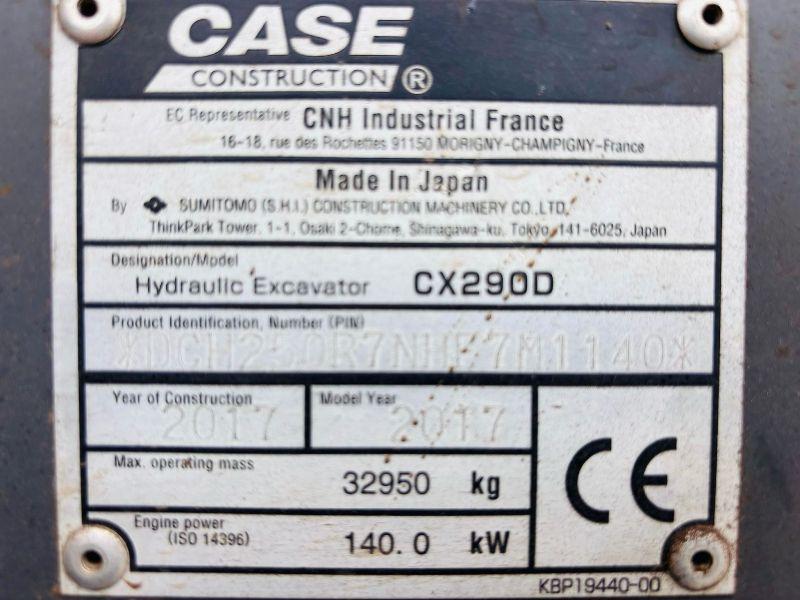 CASE
CONSTRUCTION ®
EC Representative CNH Industrial France
16-18, rue des Rochettes 91150 MORIGNY-CHAMPIGNY-France
Made In Japan
By SUMITOMO (S.H.I.) CONSTRUCTION MACHINERY CO., LTD.
ThinkPark Tower, 1-1, Osaki 2-Chome, Shinagawa-ku, Tokyo, 141-6025, Japan
Designation/Model
Hydraulic Excavator CX290D
Product Identification, Number (PIN)
Year of Construction Model Year
2017 2017
Max. operating mass
32950 kg
Engine power
(ISO 14396) 140.0 kW
CE
KBP19440-00